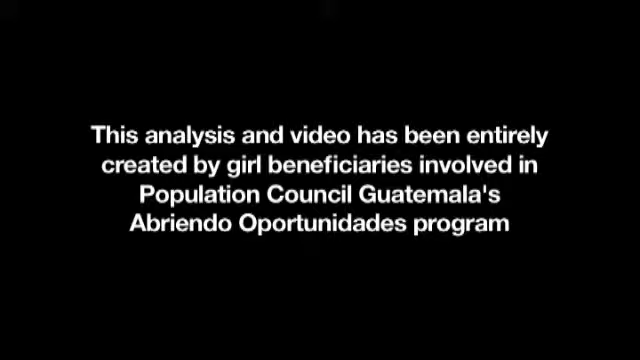 This analysis and video has been entirely
created by girl beneficiaries involved in
Population Council Guatemala's
Abriendo Oportunidades program